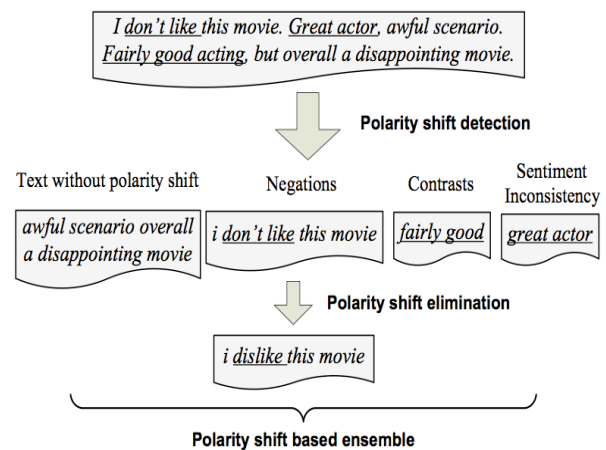 I don't like this movie. Great actor, awful scenario.
Fairly good acting, but overall a disappointing movie.
Polarity shift detection
Text without polarity shift
Negations
Contrasts
Sentiment
Inconsistency
awful scenario overall
a disappointing movie
i don't like this movie
fairly good
great actor
Polarity shift elimination
i dislike this movie
Polarity shift based ensemble